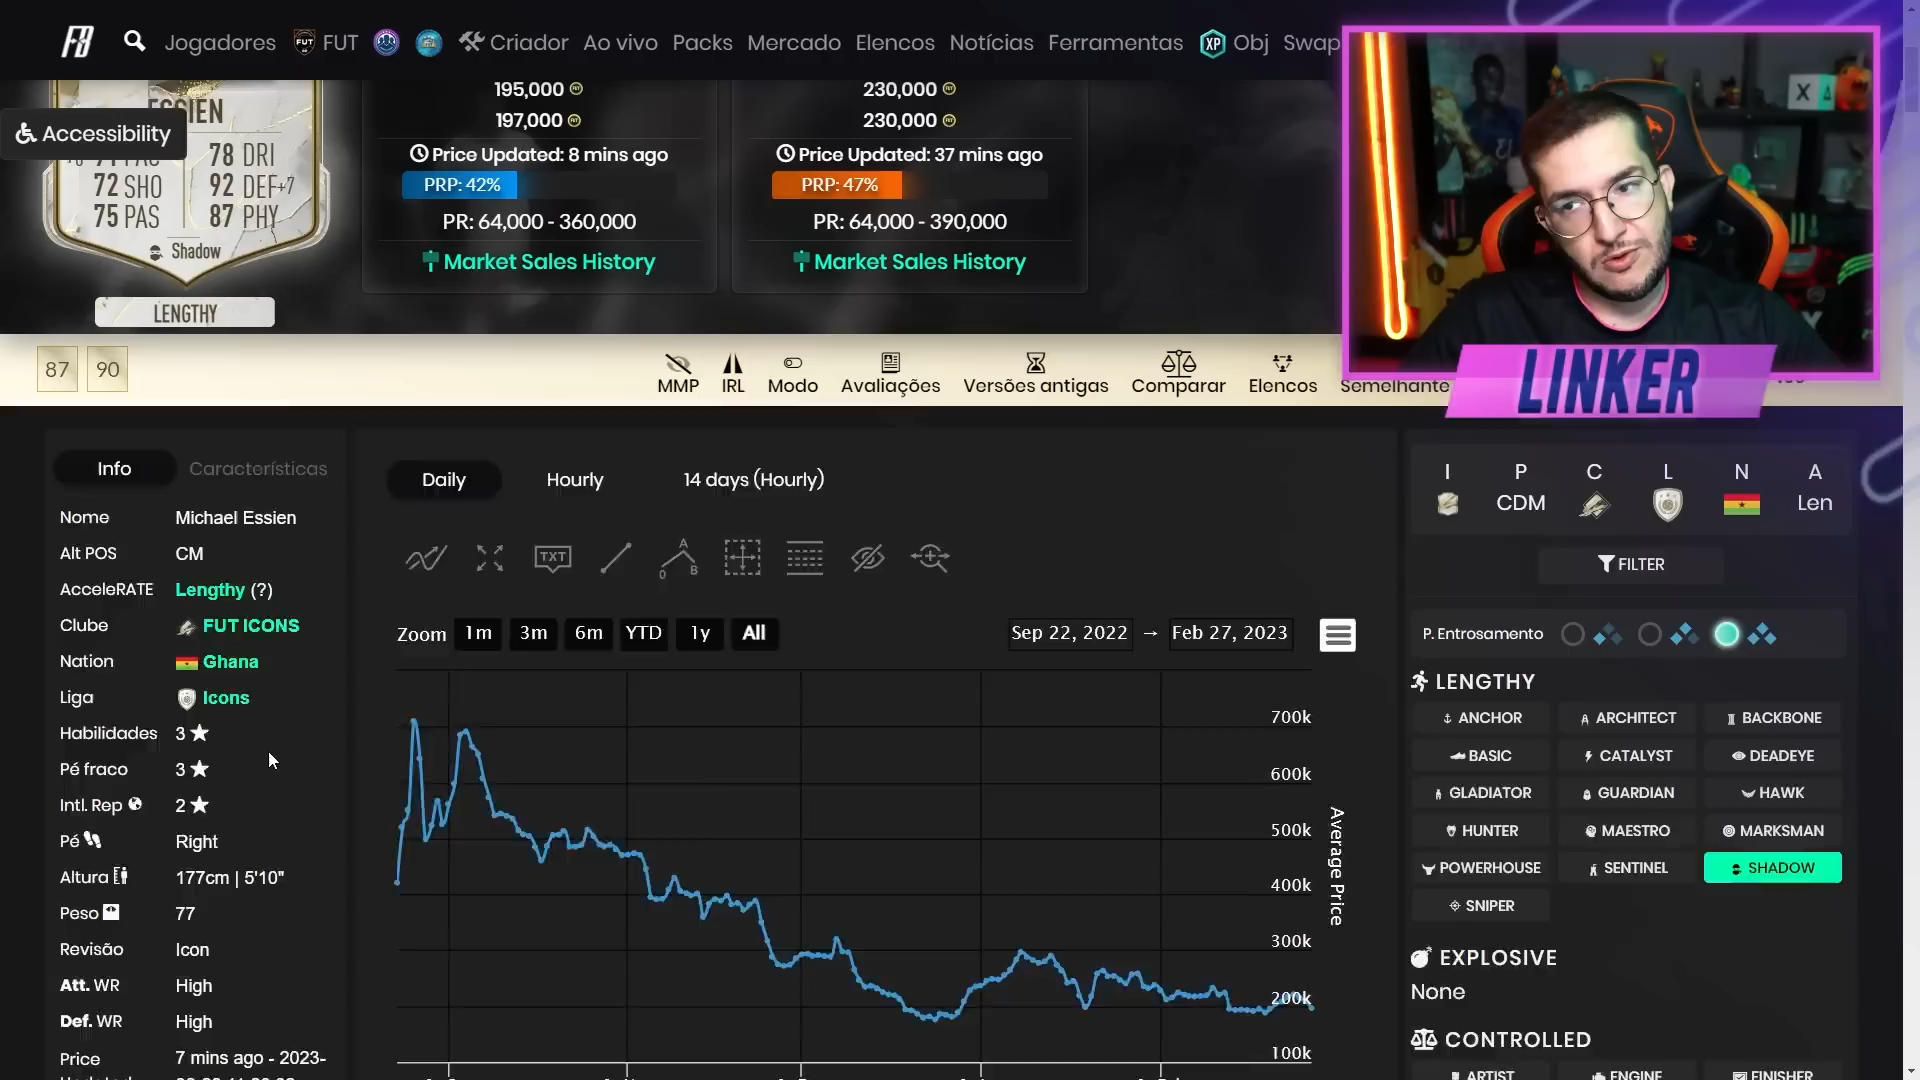 Jogadores FUT Criador Ao vivo Packs Mercado Elencos Notícias Ferramentas XP Obj Swap
Accessibility
78 DRI
72 SHO 92 DEF+7
75 PAS 87 PHY
Shadow
LENGTHY
195,000
197,000
Price Updated: 8 mins ago
PRP: 42%
PR: 64,000 - 360,000
Market Sales History
230,000
230,000
Price Updated: 37 mins ago
PRP: 47%
PR: 64,000 - 390,000
Market Sales History
LINKER
87 90
MMP IRL Modo Avaliações Versões antigas Comparar Elencos Semelhante
Info Características
Nome Michael Essien
Alt POS CM
AcceleRATE Lengthy (?)
Clube FUT ICONS
Nation Ghana
Liga Icons
Habilidades 3
Pé fraco 3
Intl. Rep 2
Pé Right
Altura 177cm | 5'10"
Peso 77
Revisão Icon
Att. WR High
Def. WR High
Price 7 mins ago - 2023-
Daily Hourly 14 days (Hourly)
TXT
Zoom 1m 3m 6m YTD 1y All
Sep 22, 2022 → Feb 27, 2023
700k
600k
500k
400k
300k
200k
100k
Average Price
I P C L N A
CDM Len
FILTER
P. Entrosamento
LENGTHY
ANCHOR ARCHITECT BACKBONE
BASIC CATALYST DEADEYE
GLADIATOR GUARDIAN HAWK
HUNTER MAESTRO MARKSMAN
POWERHOUSE SENTINEL SHADOW
SNIPER
EXPLOSIVE
None
CONTROLLED
ARTIST ENGINE FINISHER